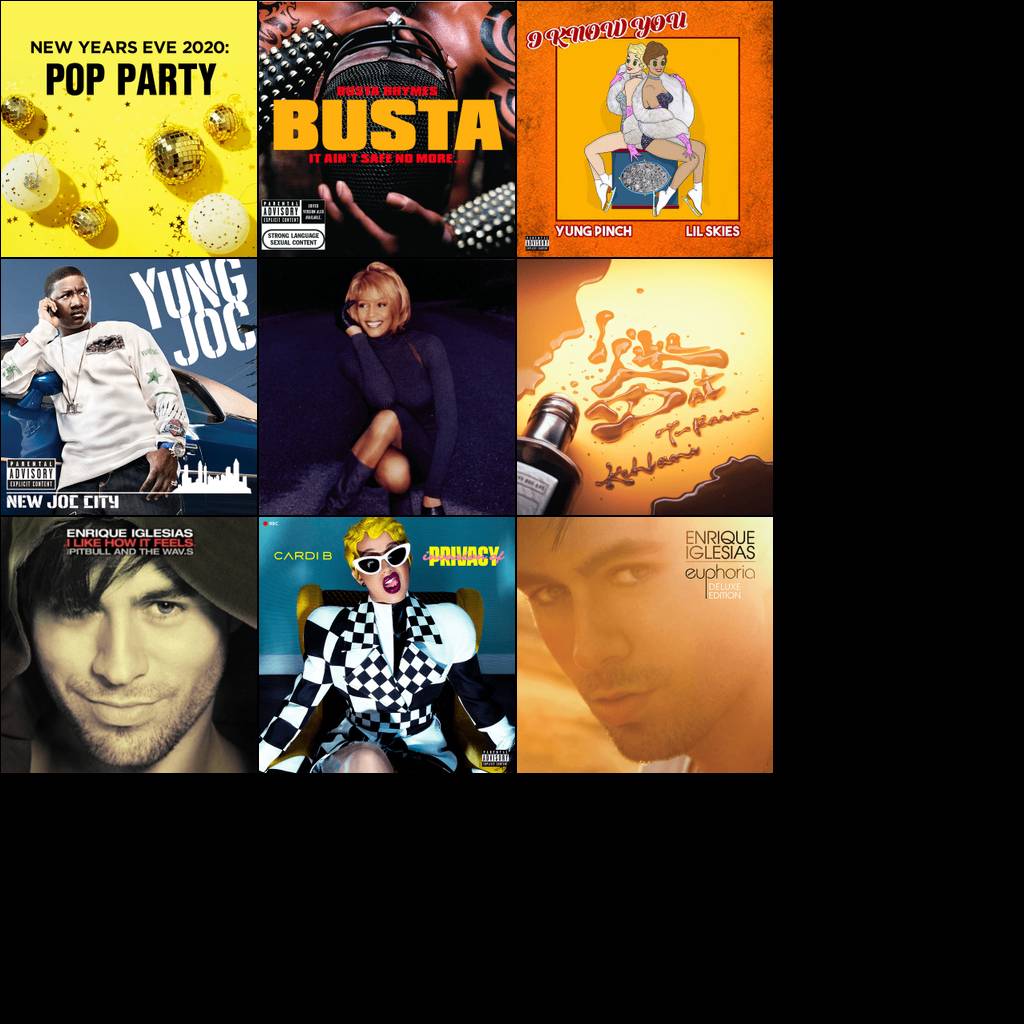 NEW YEARS EVE 2020:
POP PARTY
BUSTA RHYMES
BUSTA
IT AIN'T SAFE NO MORE...
PARENTAL
ADVISORY
EXPLICIT CONTENT
EDITED
VERSION ALSO
AVAILABLE.
STRONG LANGUAGE
SEXUAL CONTENT
I KNOW YOU
YUNG PINCH
LIL SKIES
PARENTAL
ADVISORY
EXPLICIT CONTENT
YUNG
JOC
PARENTAL
ADVISORY
EXPLICIT CONTENT
NEW JOC CITY
I Like
Dat
T-Pain
Kehlani
ENRIQUE IGLESIAS
I LIKE HOW IT FEELS
PITBULL AND THE WAV.S
REC
CARDI B
invasion of
PRIVACY
PARENTAL
ADVISORY
EXPLICIT CONTENT
ENRIQUE
IGLESIAS
euphoria
DELUXE
EDITION